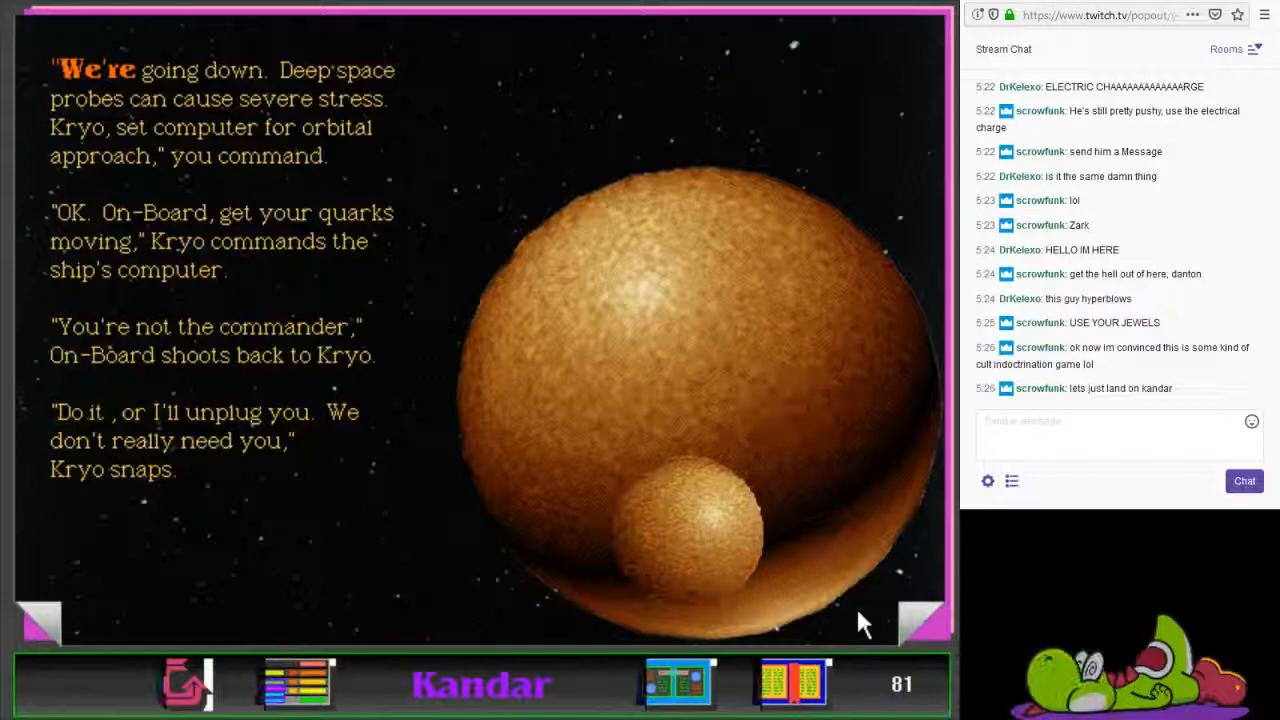 "We're going down.  Deep space
probes can cause severe stress.
Kryo, set computer for orbital
approach," you command.
"OK.  On-Board, get your quarks
moving," Kryo commands the
ship's computer.
"You're not the commander,"
On-Board shoots back to Kryo.
"Do it , or I'll unplug you.  We
don't really need you,"
Kryo snaps.
Kandar
81
https://www.twitch.tv/popout/
Stream Chat
Rooms
5:22 DrKelexo: ELECTRIC CHAAAAAAAAAAAAARGE
5:22 scrowfunk: He's still pretty pushy, use the electrical
charge
5:22 scrowfunk: send him a Message
5:22 DrKelexo: is it the same damn thing
5:23 scrowfunk: lol
5:23 scrowfunk: Zark
5:24 DrKelexo: HELLO IM HERE
5:24 scrowfunk: get the hell out of here, danton
5:24 DrKelexo: this guy hyperblows
5:25 scrowfunk: USE YOUR JEWELS
5:26 scrowfunk: ok now im convinced this is some kind of
cult indoctrination game lol
5:26 scrowfunk: lets just land on kandar
Send a message
Chat